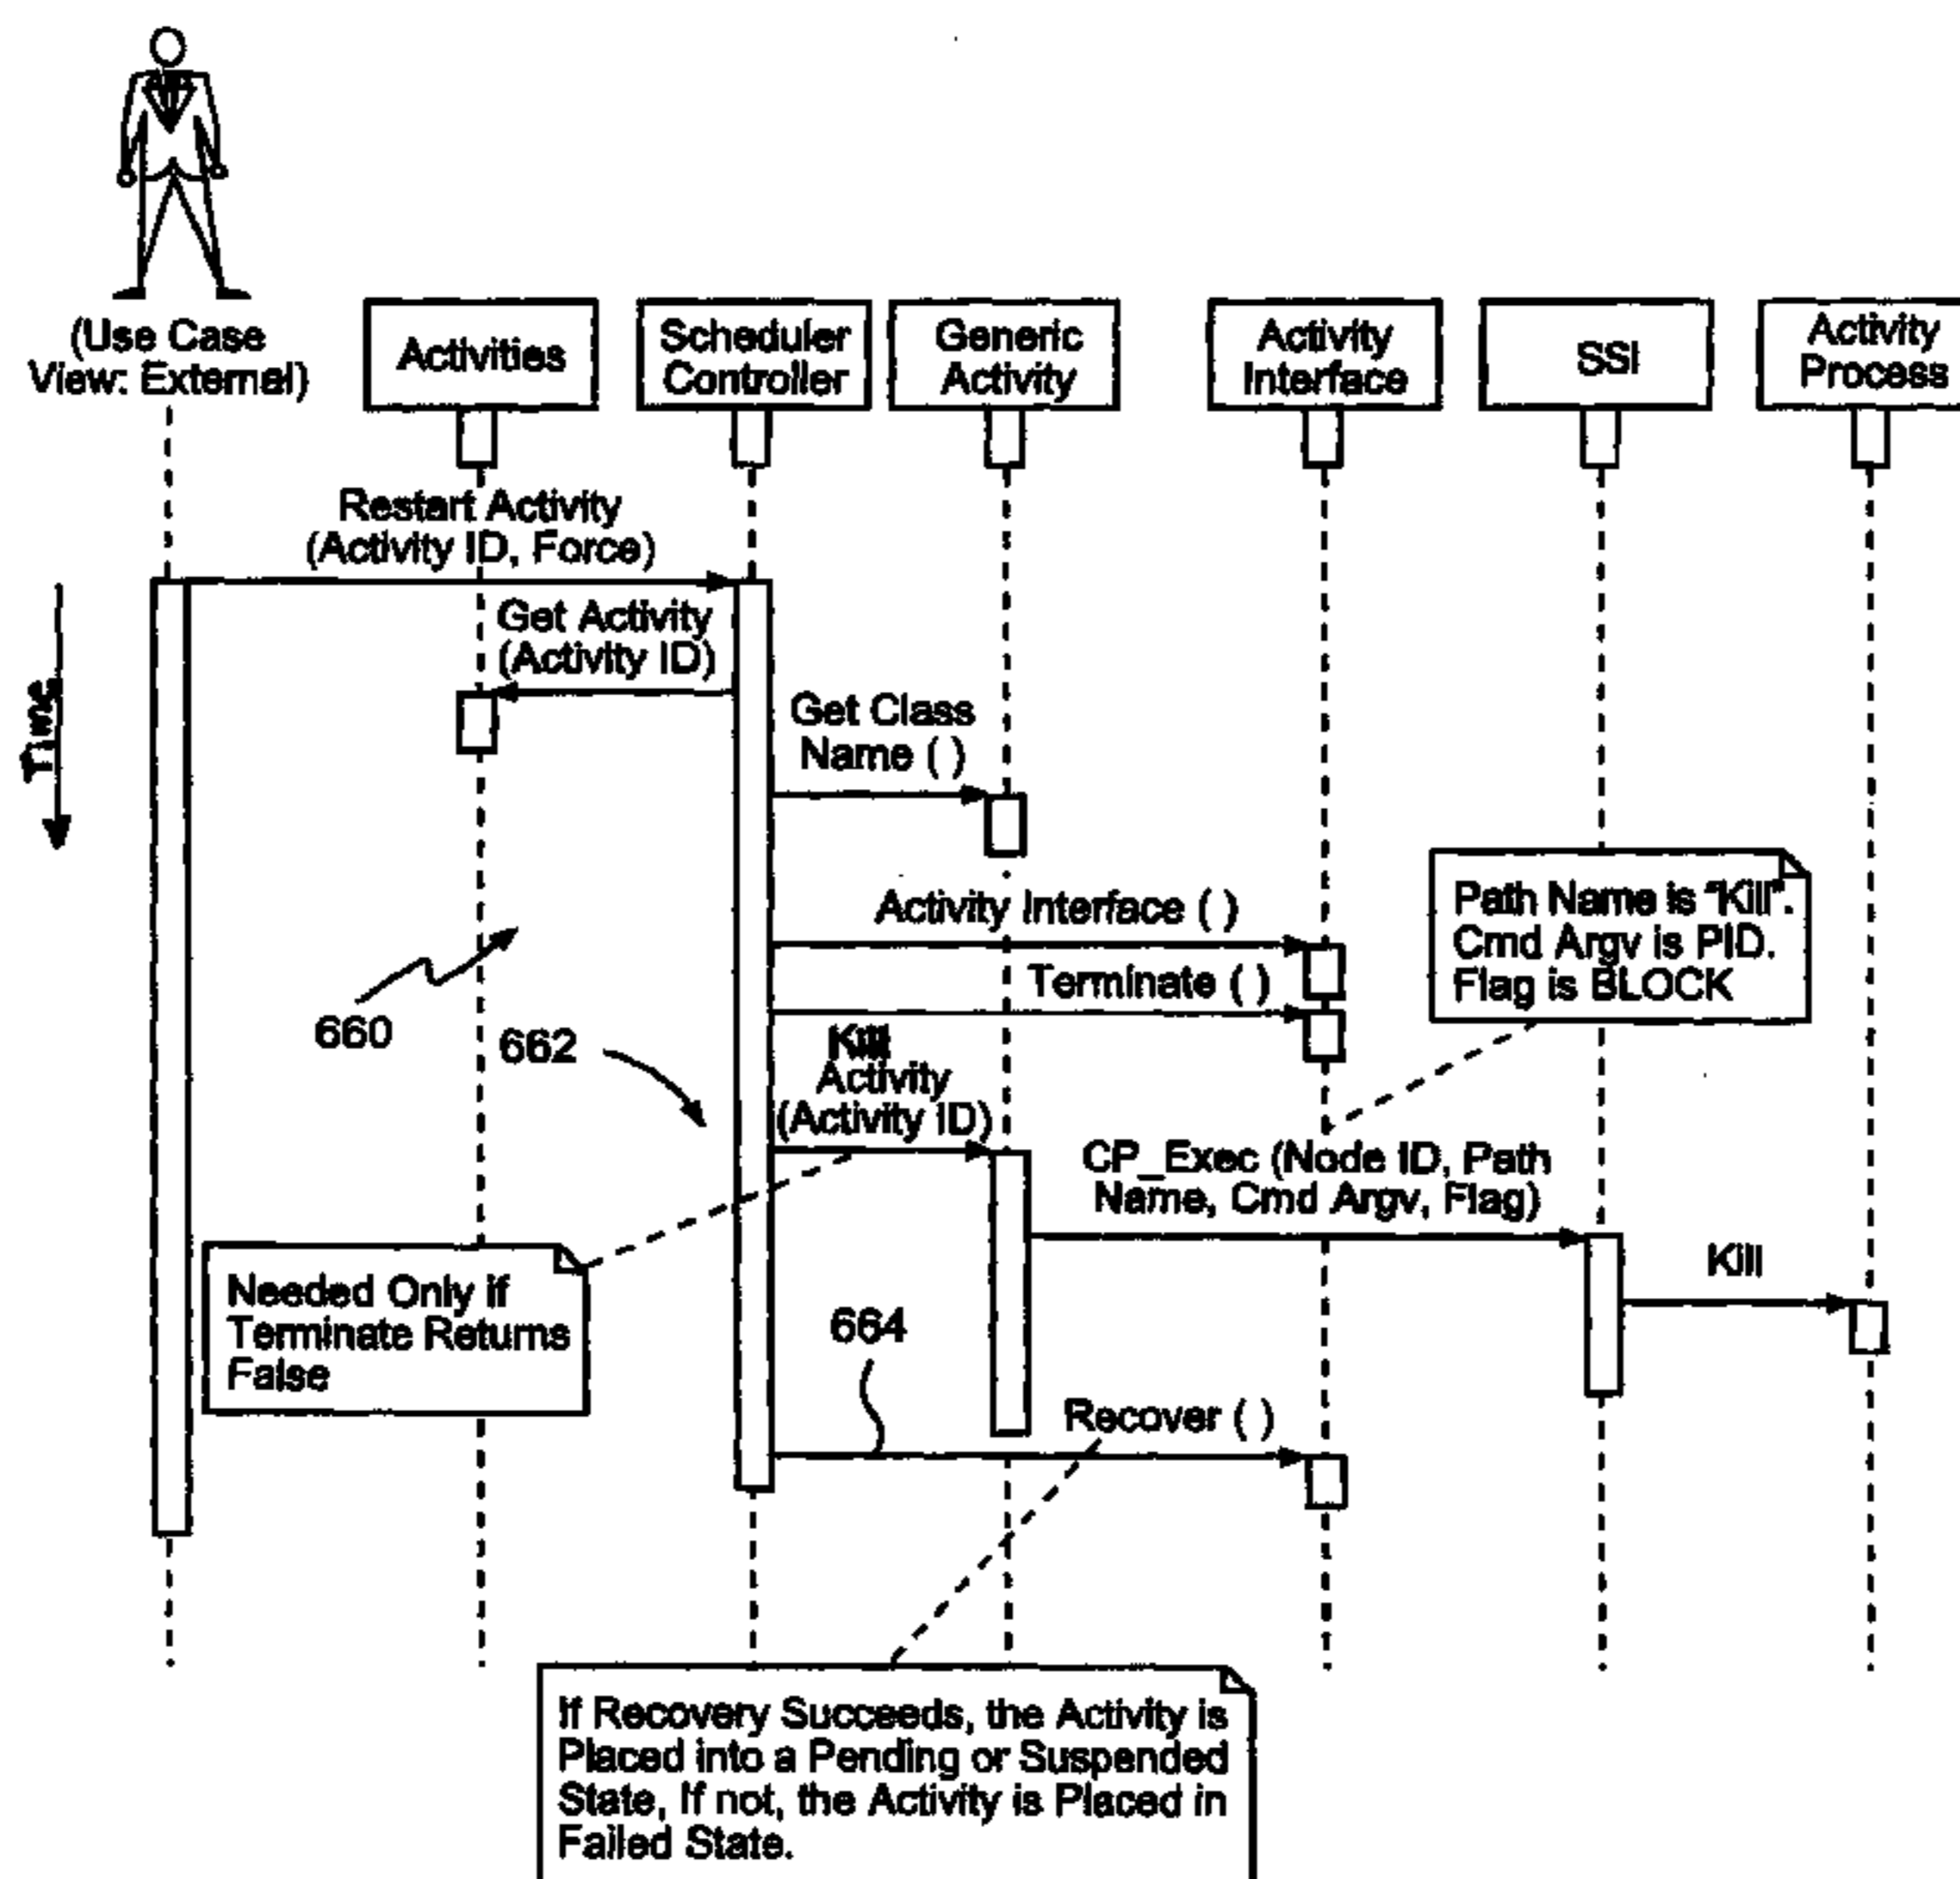 (Use Case
View: External)
Activities
Scheduler
Controller
Generic
Activity
Activity
Interface
SSI
Activity
Process
Restart Activity
(Activity ID, Force)
Get Activity
(Activity ID)
Time
Get Class
Name ( )
Activity Interface ( )
Path Name is "Kill".
Cmd Argv is PID.
Flag is BLOCK
Terminate ( )
660
662
Kill
Activity
(Activity ID)
CP_Exec (Node ID, Path
Name, Cmd Argv, Flag)
Kill
Needed Only if
Terminate Returns
False
664
Recover ( )
If Recovery Succeeds, the Activity is
Placed into a Pending or Suspended
State, If not, the Activity is Placed in
Failed State.